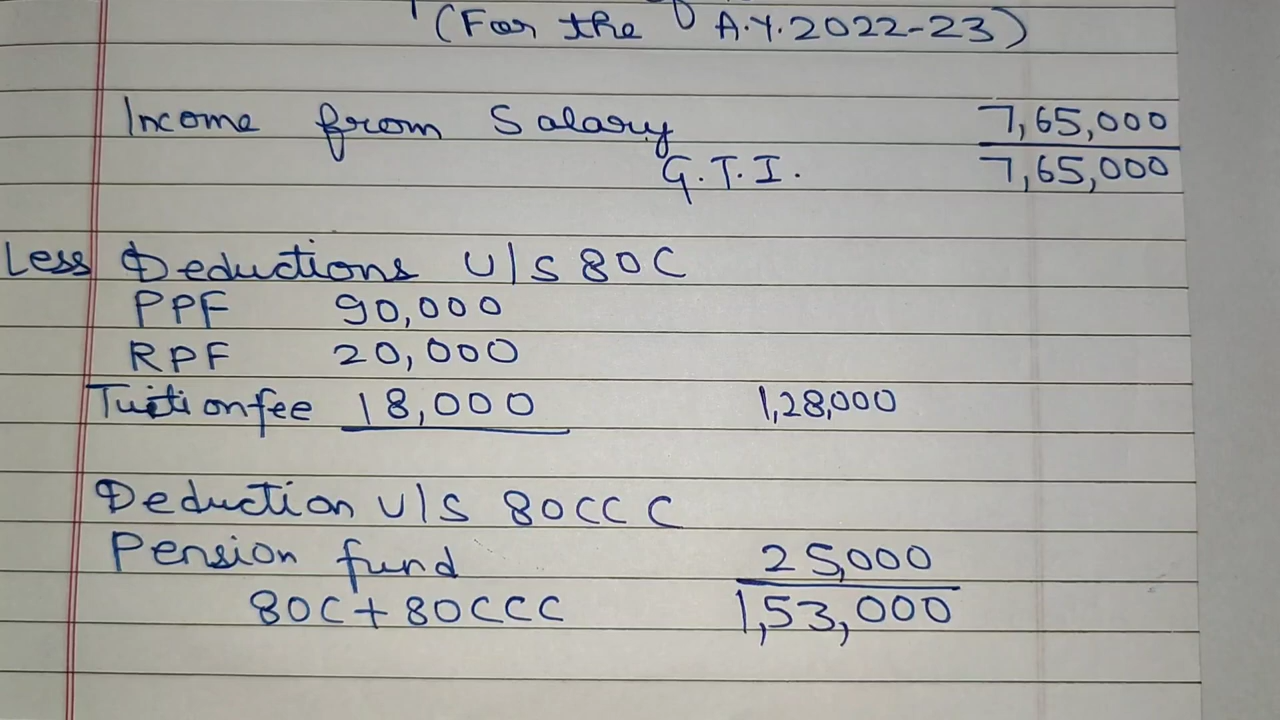 (For the A.Y. 2022-23)
Income from Salary 7,65,000
G.T.I. 7,65,000
Less Deductions U/S 80C
PPF 90,000
RPF 20,000
Tuition fee 18,000 1,28,000
Deduction U/S 80CCC
Pension fund 25,000
80C + 80CCC 1,53,000